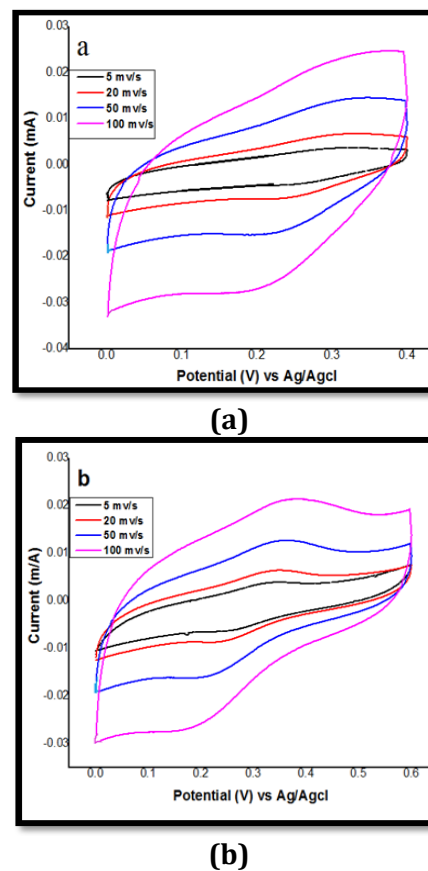 a
0.03
0.02
0.01
0.00
-0.01
-0.02
-0.03
-0.04
5 mv/s
20 mv/s
50 mv/s
100 mv/s
Current (mA)
0.0 0.1 0.2 0.3 0.4
Potential (V) vs Ag/Agcl
(a)
b
0.03
0.02
0.01
0.00
-0.01
-0.02
-0.03
5 mv/s
20 mv/s
50 mv/s
100 mv/s
Current (m/A)
0.0 0.1 0.2 0.3 0.4 0.5 0.6
Potential (V) vs Ag/Agcl
(b)